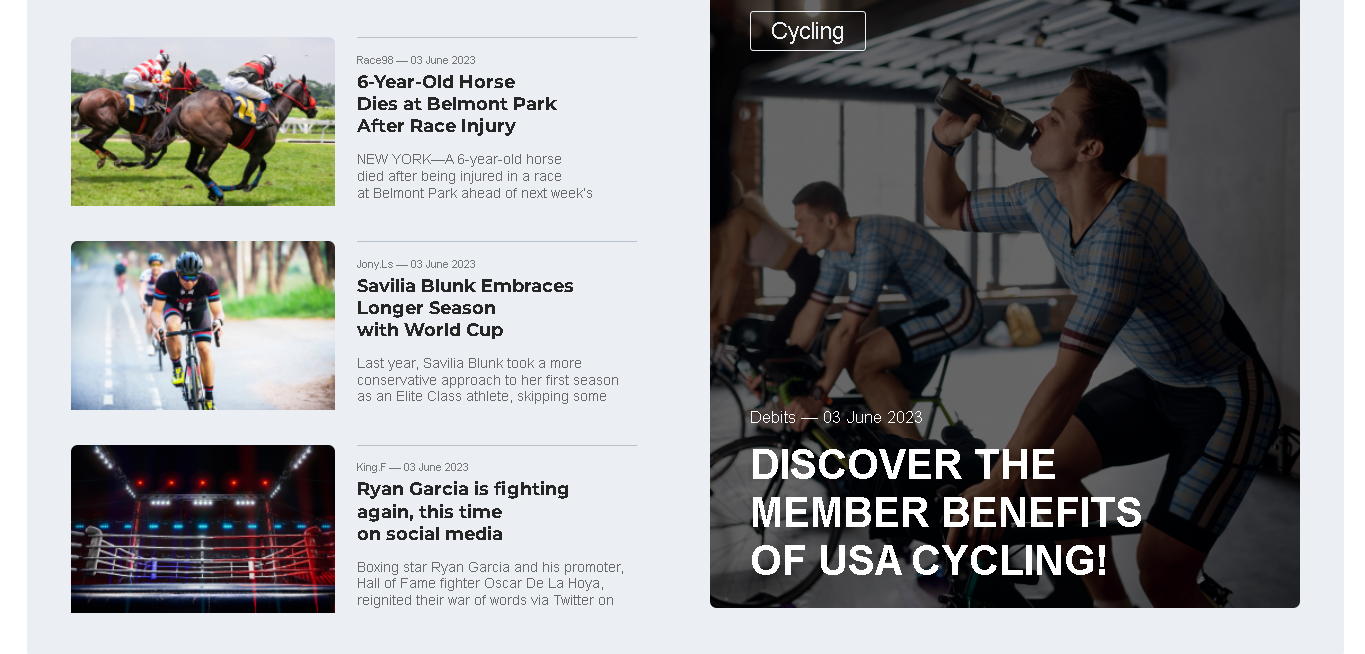 Race98 — 03 June 2023
6-Year-Old Horse
Dies at Belmont Park
After Race Injury
NEW YORK—A 6-year-old horse
died after being injured in a race
at Belmont Park ahead of next week's
Jony.Ls — 03 June 2023
Savilia Blunk Embraces
Longer Season
with World Cup
Last year, Savilia Blunk took a more
conservative approach to her first season
as an Elite Class athlete, skipping some
King.F — 03 June 2023
Ryan Garcia is fighting
again, this time
on social media
Boxing star Ryan Garcia and his promoter,
Hall of Fame fighter Oscar De La Hoya,
reignited their war of words via Twitter on
Cycling
Debits — 03 June 2023
DISCOVER THE
MEMBER BENEFITS
OF USA CYCLING!